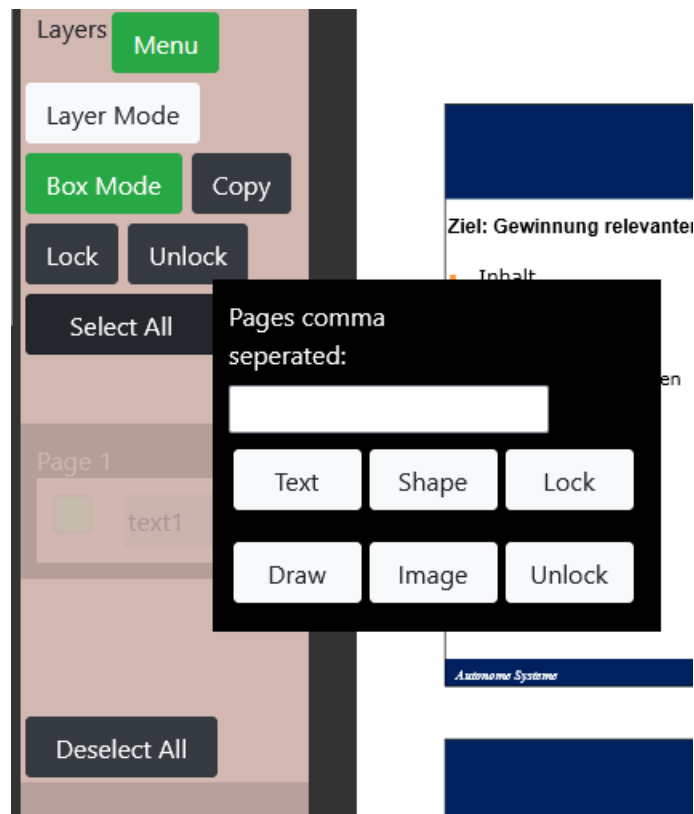 Layers
Menu
Layer Mode
Box Mode
Copy
Lock
Unlock
Select All
Pages comma
seperated:
Text
Shape
Lock
Draw
Image
Unlock
Page 1
text1
Deselect All
Ziel: Gewinnung
Inhalt
en
Autonome Systeme